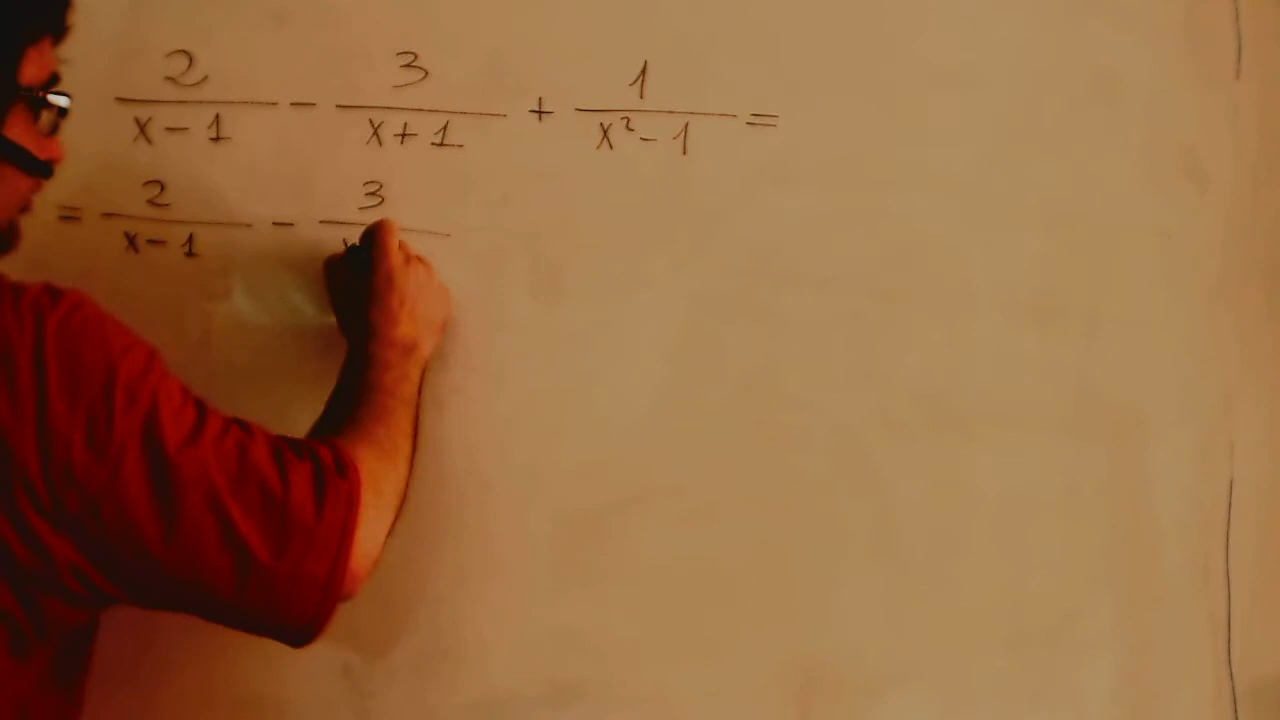 2/(x-1) - 3/(x+1) + 1/(x²-1) =
= 2/(x-1) - 3/x